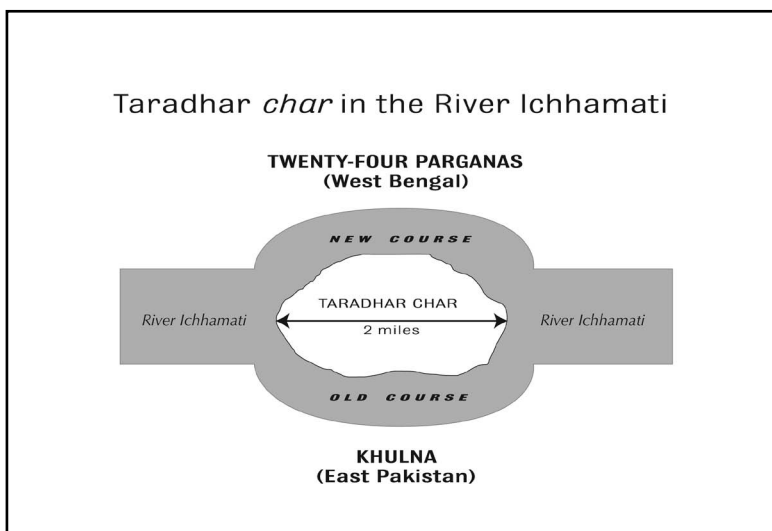 Taradhar char in the River Ichhamati
TWENTY-FOUR PARGANAS
(West Bengal)
NEW COURSE
TARADHAR CHAR
River Ichhamati
River Ichhamati
2 miles
OLD COURSE
KHULNA
(East Pakistan)